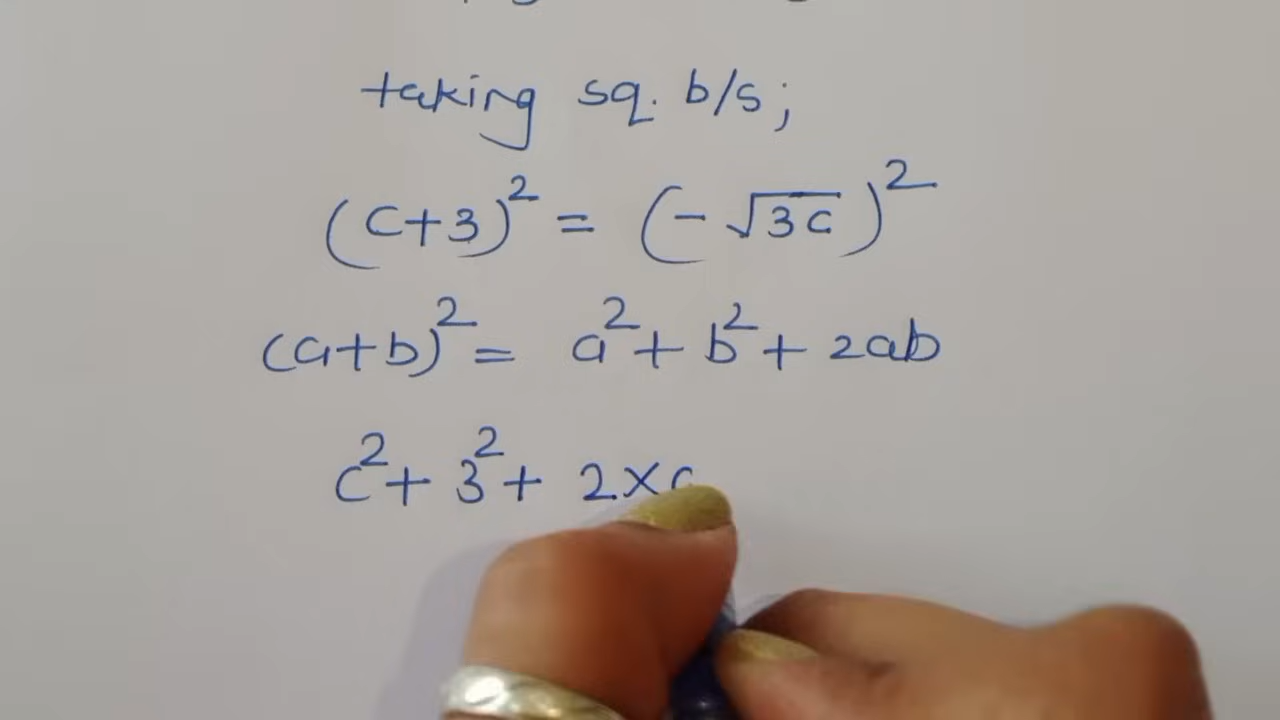 taking sq. b/s;
(c+3)² = (-√3c)²
(a+b)² = a² + b² + 2ab
c² + 3² + 2×c